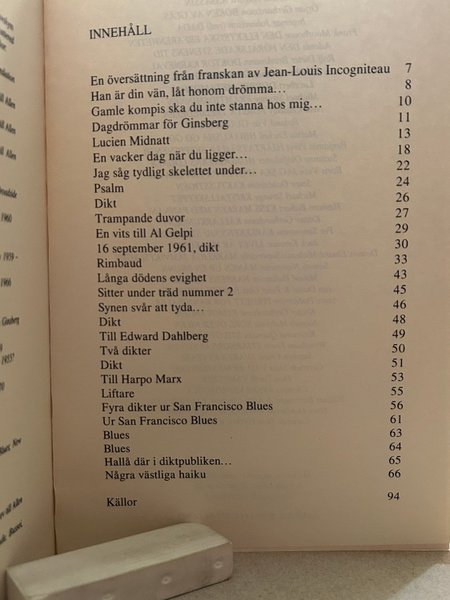 INNEHÅLL
En översättning från franskan av Jean-Louis Incogniteau 7
Han är din vän, låt honom drömma... 8
Gamle kompis ska du inte stanna hos mig... 10
Dagdrömmar för Ginsberg 11
Lucien Midnatt 13
En vacker dag när du ligger... 18
Jag såg tydligt skelettet under... 22
Psalm 24
Dikt 26
Trampande duvor 27
En vits till Al Gelpi 29
16 september 1961, dikt 30
Rimbaud 33
Långa dödens evighet 43
Sitter under träd nummer 2 45
Synen svår att tyda... 46
Dikt 48
Till Edward Dahlberg 49
Två dikter 50
Dikt 51
Till Harpo Marx 53
Liftare 55
Fyra dikter ur San Francisco Blues 56
Ur San Francisco Blues 61
Blues 63
Blues 64
Hallå där i diktpubliken... 65
Några västliga haiku 66
Källor 94